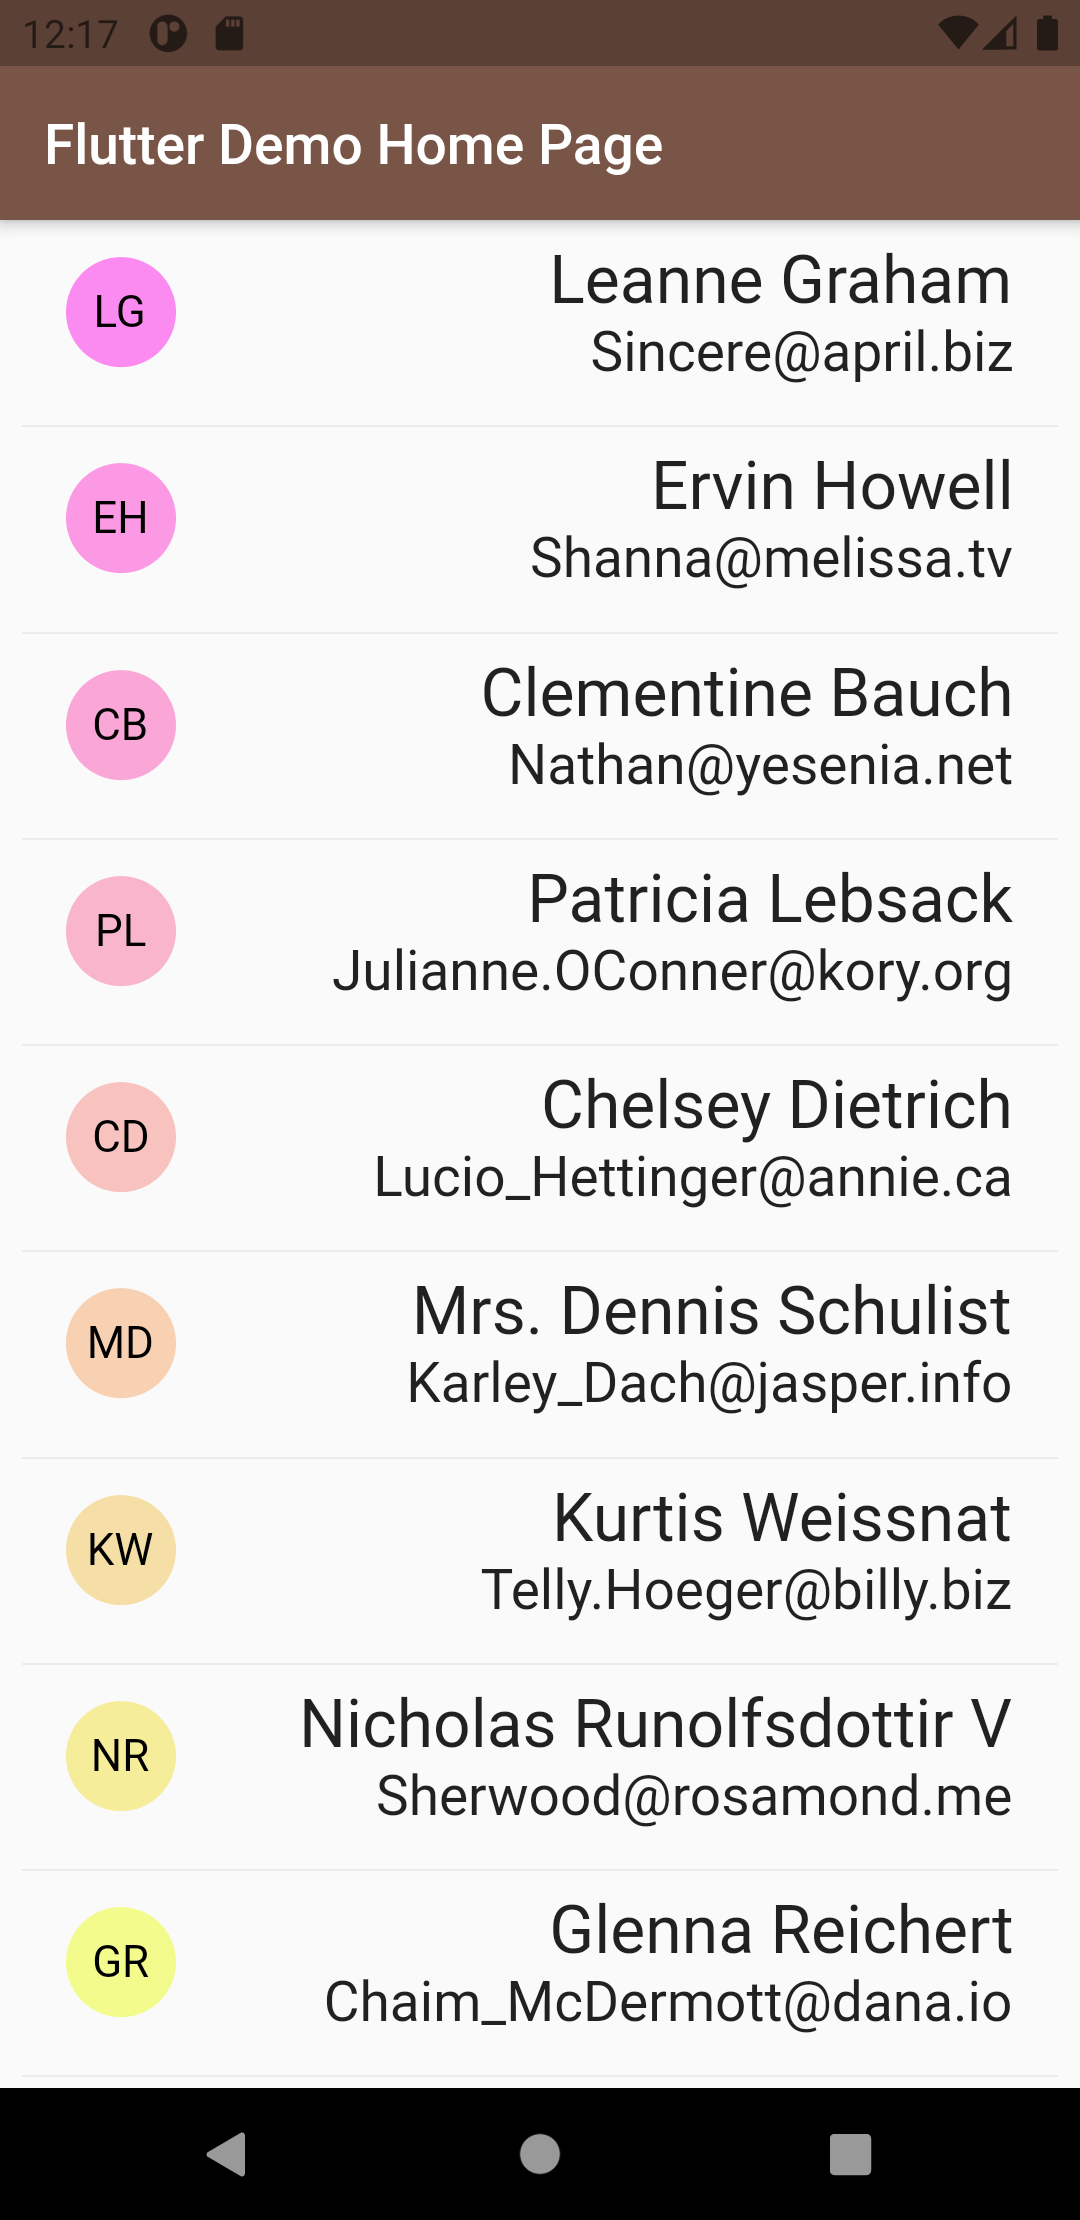 12:17
Flutter Demo Home Page
LG
Leanne Graham
Sincere@april.biz
EH
Ervin Howell
Shanna@melissa.tv
CB
Clementine Bauch
Nathan@yesenia.net
PL
Patricia Lebsack
Julianne.OConner@kory.org
CD
Chelsey Dietrich
Lucio_Hettinger@annie.ca
MD
Mrs. Dennis Schulist
Karley_Dach@jasper.info
KW
Kurtis Weissnat
Telly.Hoeger@billy.biz
NR
Nicholas Runolfsdottir V
Sherwood@rosamond.me
GR
Glenna Reichert
Chaim_McDermott@dana.io